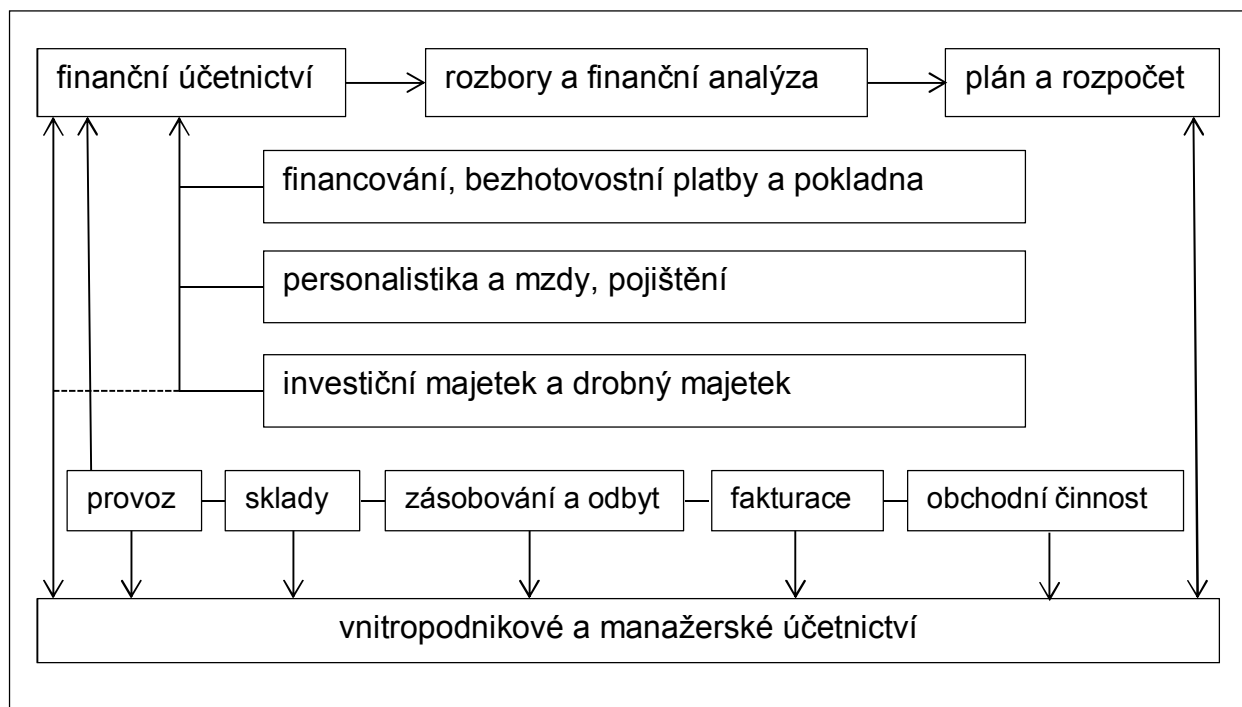 finanční účetnictví
rozbory a finanční analýza
plán a rozpočet
financování, bezhotovostní platby a pokladna
personalistika a mzdy, pojištění
investiční majetek a drobný majetek
provoz
sklady
zásobování a odbyt
fakturace
obchodní činnost
vnitropodnikové a manažerské účetnictví